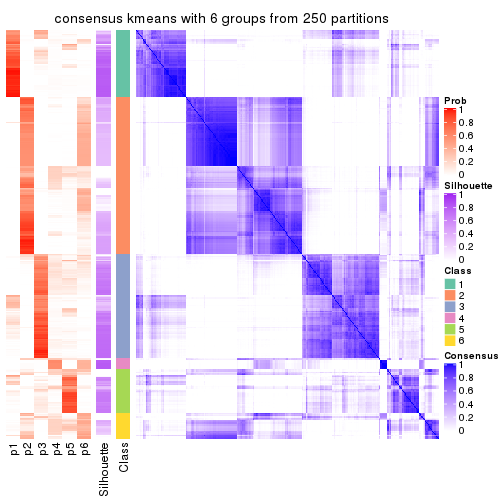 consensus kmeans with 6 groups from 250 partitions
Prob
1
0.8
0.6
0.4
0.2
0
Silhouette
1
0.8
0.6
0.4
0.2
0
Class
1
2
3
4
5
6
Consensus
1
0.8
0.6
0.4
0.2
0
p1
p2
p3
p4
p5
p6
Silhouette
Class